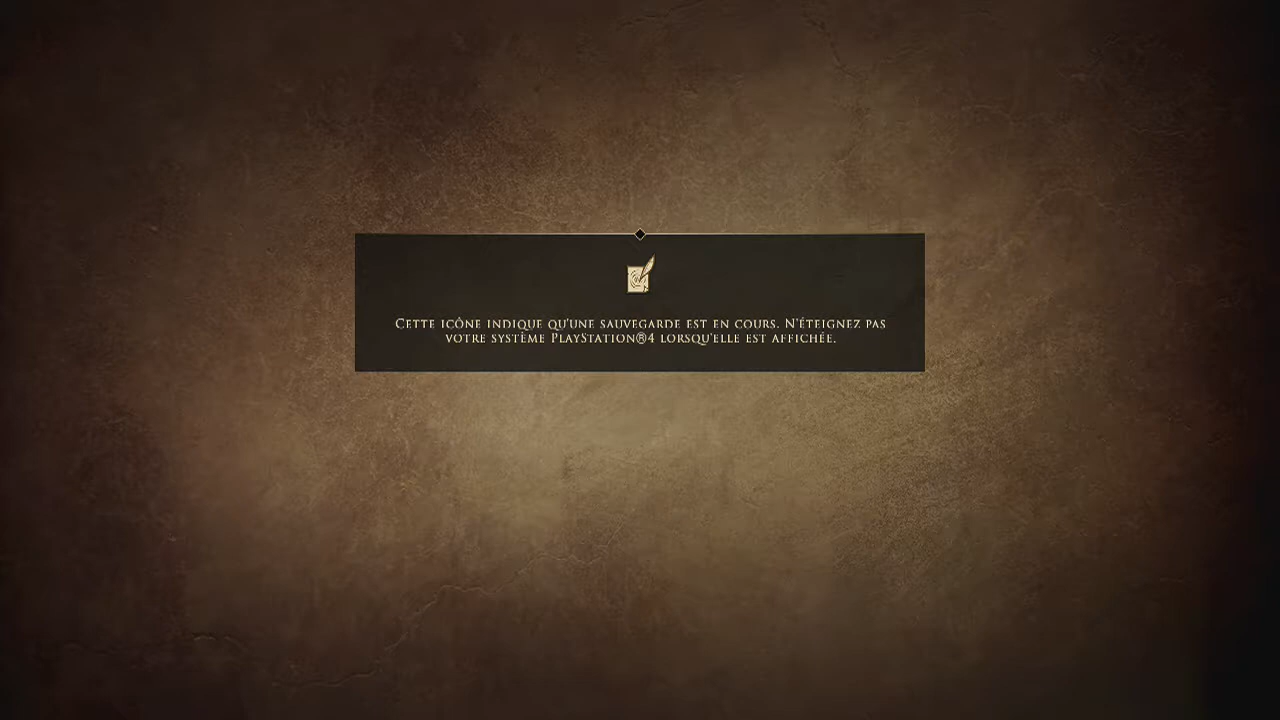 Cette icône indique qu'une sauvegarde est en cours. N'éteignez pas
votre système PlayStation®4 lorsqu'elle est affichée.